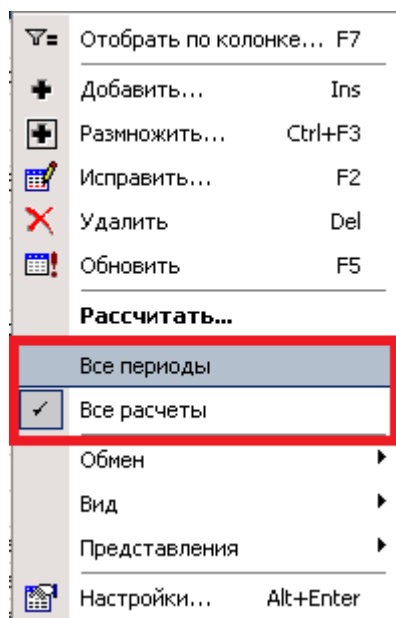 Отобрать по колонке... F7
Добавить... Ins
Размножить... Ctrl+F3
Исправить... F2
Удалить Del
Обновить F5
Рассчитать...
Все периоды
Все расчеты
Обмен
Вид
Представления
Настройки... Alt+Enter